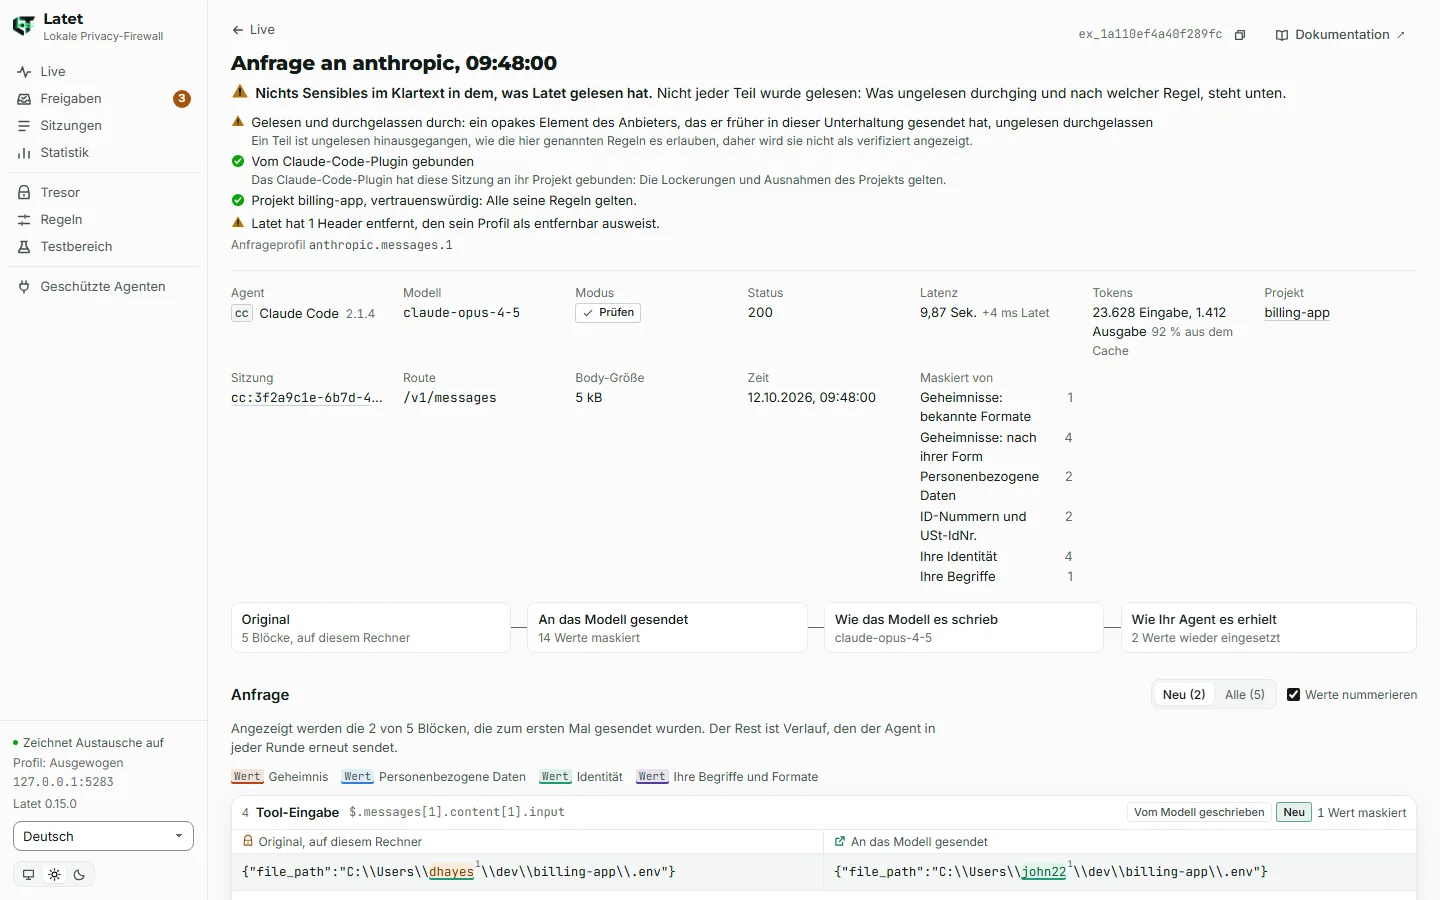 Latet
Lokale Privacy-Firewall
Live
Freigaben 3
Sitzungen
Statistik
Tresor
Regeln
Testbereich
Geschützte Agenten
Zeichnet Austausche auf
Profil: Ausgewogen
127.0.0.1:5283
Latet 0.15.0
Deutsch
← Live
ex_1a110ef4a40f289fc
Dokumentation ↗
Anfrage an anthropic, 09:48:00
Nichts Sensibles im Klartext in dem, was Latet gelesen hat. Nicht jeder Teil wurde gelesen: Was ungelesen durchging und nach welcher Regel, steht unten.
Gelesen und durchgelassen durch: ein opakes Element des Anbieters, das er früher in dieser Unterhaltung gesendet hat, ungelesen durchgelassen
Ein Teil ist ungelesen hinausgegangen, wie die hier genannten Regeln es erlauben, daher wird sie nicht als verifiziert angezeigt.
Vom Claude-Code-Plugin gebunden
Das Claude-Code-Plugin hat diese Sitzung an ihr Projekt gebunden: Die Lockerungen und Ausnahmen des Projekts gelten.
Projekt billing-app, vertrauenswürdig: Alle seine Regeln gelten.
Latet hat 1 Header entfernt, den sein Profil als entfernbar ausweist.
Anfrageprofil anthropic.messages.1
Agent
CC Claude Code 2.1.4
Modell
claude-opus-4-5
Modus
Prüfen
Status
200
Latenz
9,87 Sek. +4 ms Latet
Tokens
23.628 Eingabe, 1.412
Ausgabe 92 % aus dem
Cache
Projekt
billing-app
Sitzung
cc:3f2a9c1e-6b7d-4...
Route
/v1/messages
Body-Größe
5 kB
Zeit
12.10.2026, 09:48:00
Maskiert von
Geheimnisse: 1
bekannte Formate
Geheimnisse: nach 4
ihrer Form
Personenbezogene 2
Daten
ID-Nummern und 2
USt-IdNr.
Ihre Identität 4
Ihre Begriffe 1
Original
5 Blöcke, auf diesem Rechner
An das Modell gesendet
14 Werte maskiert
Wie das Modell es schrieb
claude-opus-4-5
Wie Ihr Agent es erhielt
2 Werte wieder eingesetzt
Anfrage
Neu (2) Alle (5) Werte nummerieren
Angezeigt werden die 2 von 5 Blöcken, die zum ersten Mal gesendet wurden. Der Rest ist Verlauf, den der Agent in
jeder Runde erneut sendet.
Wert Geheimnis Wert Personenbezogene Daten Wert Identität Wert Ihre Begriffe und Formate
4 Tool-Eingabe $.messages[1].content[1].input
Vom Modell geschrieben Neu 1 Wert maskiert
Original, auf diesem Rechner
{"file_path":"C:\\Users\\dhayes1\\dev\\billing-app\\.env"}
An das Modell gesendet
{"file_path":"C:\\Users\\john221\\dev\\billing-app\\.env"}